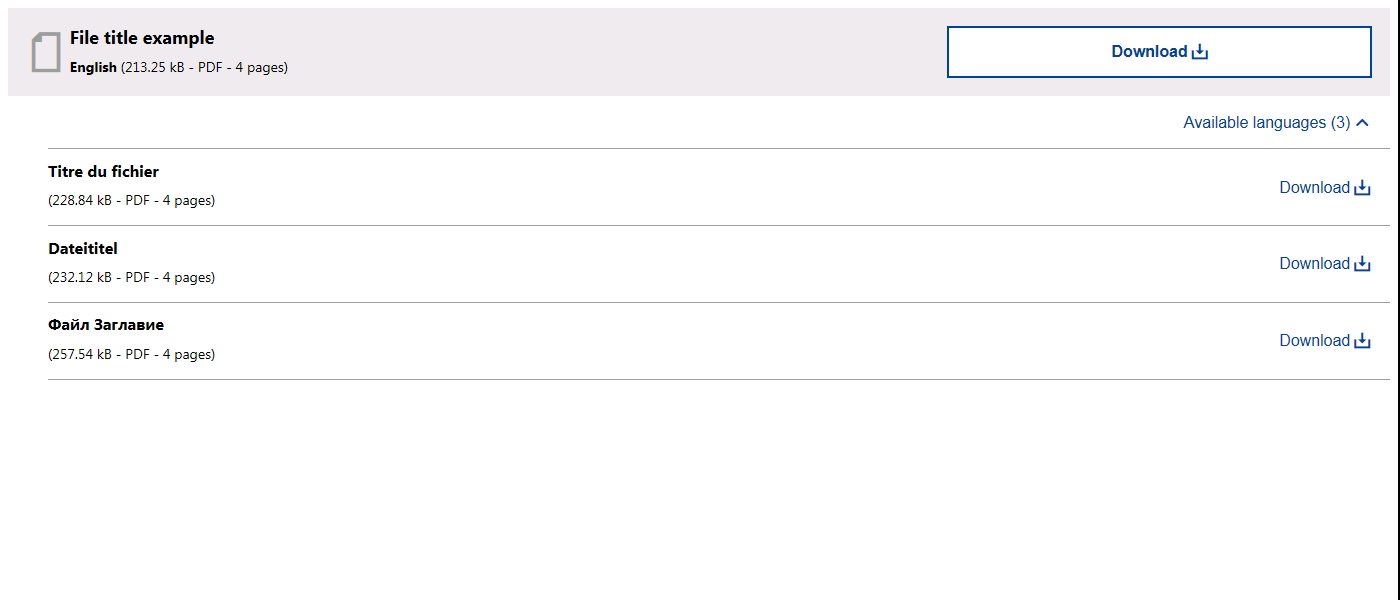 File title example
English (213.25 kB - PDF - 4 pages)
Download
Available languages (3)
Titre du fichier
(228.84 kB - PDF - 4 pages)
Download
Dateititel
(232.12 kB - PDF - 4 pages)
Download
Файл Заглавие
(257.54 kB - PDF - 4 pages)
Download